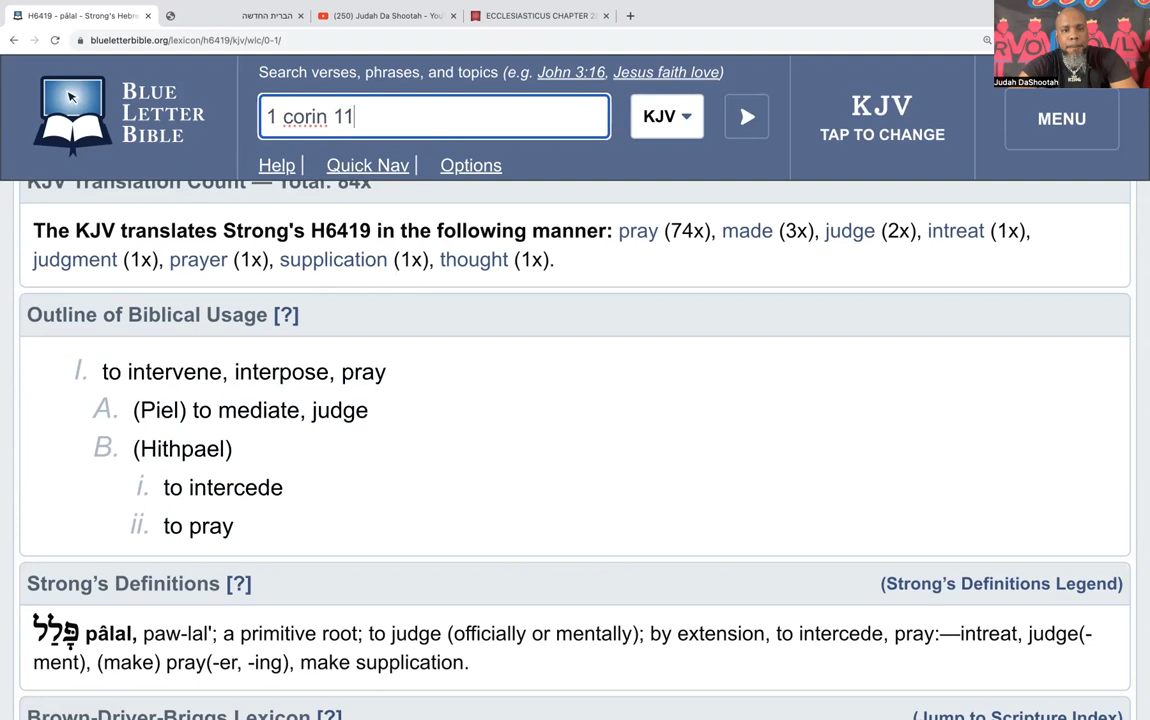 H6419 - pālal - Strong's Hebre
הברית החדשה
(250) Judah Da Shootah - You
ECCLESIASTICUS CHAPTER 2
blueletterbible.org/lexicon/h6419/kjv/wlc/0-1/
BLUE
LETTER
BIBLE
Search verses, phrases, and topics (e.g. John 3:16, Jesus faith love)
1 corin 11
KJV
KJV
TAP TO CHANGE
MENU
Help | Quick Nav | Options
Judah DaShootah
KJV Translation Count — Total: 84x
The KJV translates Strong's H6419 in the following manner: pray (74x), made (3x), judge (2x), intreat (1x),
judgment (1x), prayer (1x), supplication (1x), thought (1x).
Outline of Biblical Usage [?]
I. to intervene, interpose, pray
A. (Piel) to mediate, judge
B. (Hithpael)
i. to intercede
ii. to pray
Strong’s Definitions [?]
(Strong’s Definitions Legend)
פָּלַל pâlal, paw-lal'; a primitive root; to judge (officially or mentally); by extension, to intercede, pray:—intreat, judge(-
ment), (make) pray(-er, -ing), make supplication.
Brown-Driver-Briggs Lexicon [?]
(Jump to Scripture Index)